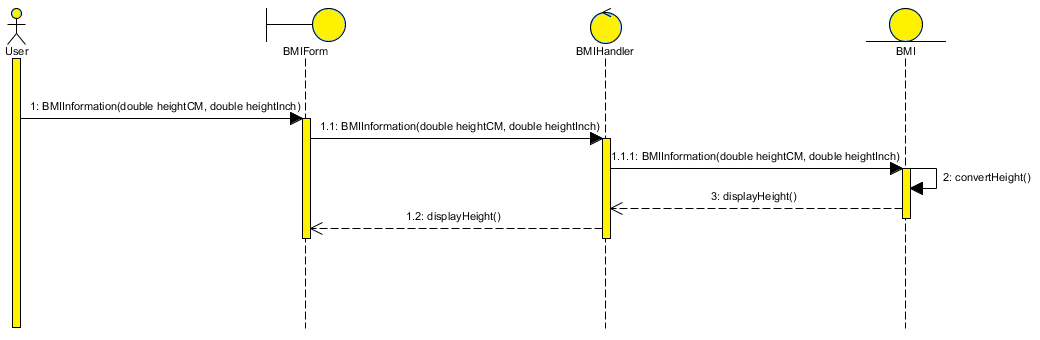 User
BMIForm
BMIHandler
BMI
1: BMIInformation(double heightCM, double heightInch)
1.1: BMIInformation(double heightCM, double heightInch)
1.1.1: BMIInformation(double heightCM, double heightInch)
2: convertHeight()
3: displayHeight()
1.2: displayHeight()